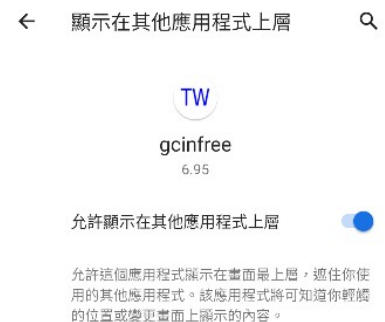 顯示在其他應用程式上層
TW
gcinfree
6.95
允許顯示在其他應用程式上層
允許這個應用程式顯示在畫面最上層，遮住你使
用的其他應用程式。該應用程式將可知道你輕觸
的位置或變更畫面上顯示的內容。